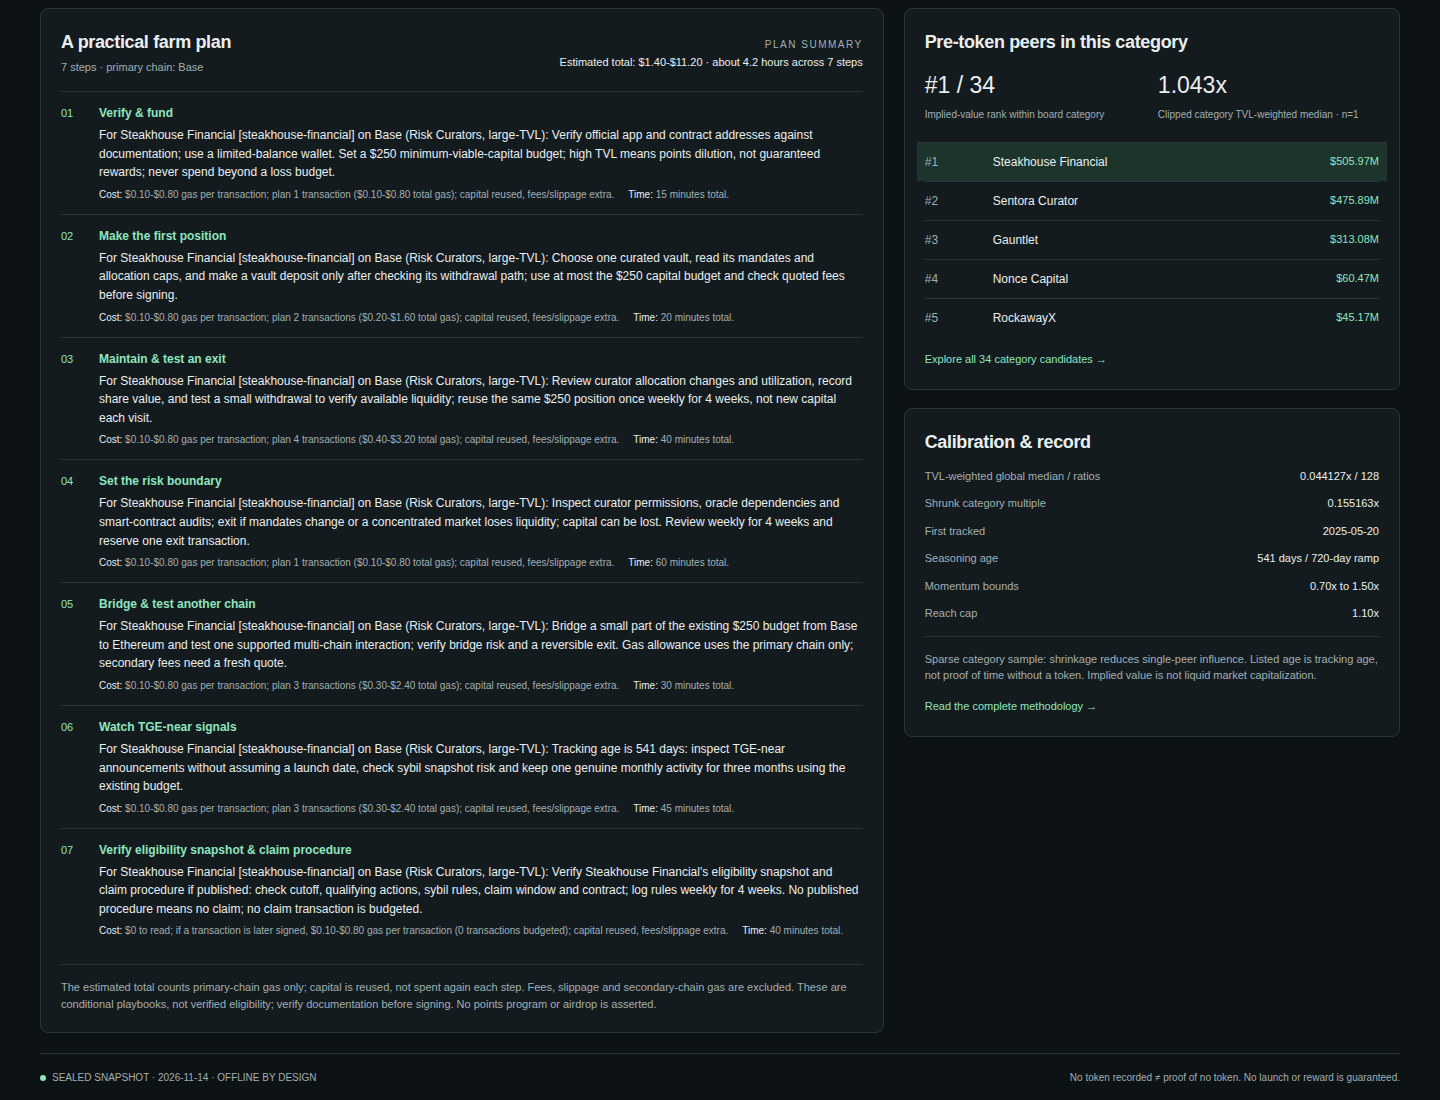 A practical farm plan
7 steps · primary chain: Base
PLAN SUMMARY
Estimated total: $1.40-$11.20 · about 4.2 hours across 7 steps
01
Verify & fund
For Steakhouse Financial [steakhouse-financial] on Base (Risk Curators, large-TVL): Verify official app and contract addresses against
documentation; use a limited-balance wallet. Set a $250 minimum-viable-capital budget; high TVL means points dilution, not guaranteed
rewards; never spend beyond a loss budget.
Cost: $0.10-$0.80 gas per transaction; plan 1 transaction ($0.10-$0.80 total gas); capital reused, fees/slippage extra. Time: 15 minutes total.
02
Make the first position
For Steakhouse Financial [steakhouse-financial] on Base (Risk Curators, large-TVL): Choose one curated vault, read its mandates and
allocation caps, and make a vault deposit only after checking its withdrawal path; use at most the $250 capital budget and check quoted fees
before signing.
Cost: $0.10-$0.80 gas per transaction; plan 2 transactions ($0.20-$1.60 total gas); capital reused, fees/slippage extra. Time: 20 minutes total.
03
Maintain & test an exit
For Steakhouse Financial [steakhouse-financial] on Base (Risk Curators, large-TVL): Review curator allocation changes and utilization, record
share value, and test a small withdrawal to verify available liquidity; reuse the same $250 position once weekly for 4 weeks, not new capital
each visit.
Cost: $0.10-$0.80 gas per transaction; plan 4 transactions ($0.40-$3.20 total gas); capital reused, fees/slippage extra. Time: 40 minutes total.
04
Set the risk boundary
For Steakhouse Financial [steakhouse-financial] on Base (Risk Curators, large-TVL): Inspect curator permissions, oracle dependencies and
smart-contract audits; exit if mandates change or a concentrated market loses liquidity; capital can be lost. Review weekly for 4 weeks and
reserve one exit transaction.
Cost: $0.10-$0.80 gas per transaction; plan 1 transaction ($0.10-$0.80 total gas); capital reused, fees/slippage extra. Time: 60 minutes total.
05
Bridge & test another chain
For Steakhouse Financial [steakhouse-financial] on Base (Risk Curators, large-TVL): Bridge a small part of the existing $250 budget from Base
to Ethereum and test one supported multi-chain interaction; verify bridge risk and a reversible exit. Gas allowance uses the primary chain only;
secondary fees need a fresh quote.
Cost: $0.10-$0.80 gas per transaction; plan 3 transactions ($0.30-$2.40 total gas); capital reused, fees/slippage extra. Time: 30 minutes total.
06
Watch TGE-near signals
For Steakhouse Financial [steakhouse-financial] on Base (Risk Curators, large-TVL): Tracking age is 541 days: inspect TGE-near
announcements without assuming a launch date, check sybil snapshot risk and keep one genuine monthly activity for three months using the
existing budget.
Cost: $0.10-$0.80 gas per transaction; plan 3 transactions ($0.30-$2.40 total gas); capital reused, fees/slippage extra. Time: 45 minutes total.
07
Verify eligibility snapshot & claim procedure
For Steakhouse Financial [steakhouse-financial] on Base (Risk Curators, large-TVL): Verify Steakhouse Financial's eligibility snapshot and
claim procedure if published: check cutoff, qualifying actions, sybil rules, claim window and contract; log rules weekly for 4 weeks. No published
procedure means no claim; no claim transaction is budgeted.
Cost: $0 to read; if a transaction is later signed, $0.10-$0.80 gas per transaction (0 transactions budgeted); capital reused, fees/slippage extra. Time: 40 minutes total.
The estimated total counts primary-chain gas only; capital is reused, not spent again each step. Fees, slippage and secondary-chain gas are excluded. These are
conditional playbooks, not verified eligibility; verify documentation before signing. No points program or airdrop is asserted.
Pre-token peers in this category
#1 / 34
Implied-value rank within board category
1.043x
Clipped category TVL-weighted median · n=1
#1 Steakhouse Financial $505.97M
#2 Sentora Curator $475.89M
#3 Gauntlet $313.08M
#4 Nonce Capital $60.47M
#5 RockawayX $45.17M
Explore all 34 category candidates →
Calibration & record
TVL-weighted global median / ratios 0.044127x / 128
Shrunk category multiple 0.155163x
First tracked 2025-05-20
Seasoning age 541 days / 720-day ramp
Momentum bounds 0.70x to 1.50x
Reach cap 1.10x
Sparse category sample: shrinkage reduces single-peer influence. Listed age is tracking age,
not proof of time without a token. Implied value is not liquid market capitalization.
Read the complete methodology →
SEALED SNAPSHOT · 2026-11-14 · OFFLINE BY DESIGN
No token recorded ≠ proof of no token. No launch or reward is guaranteed.